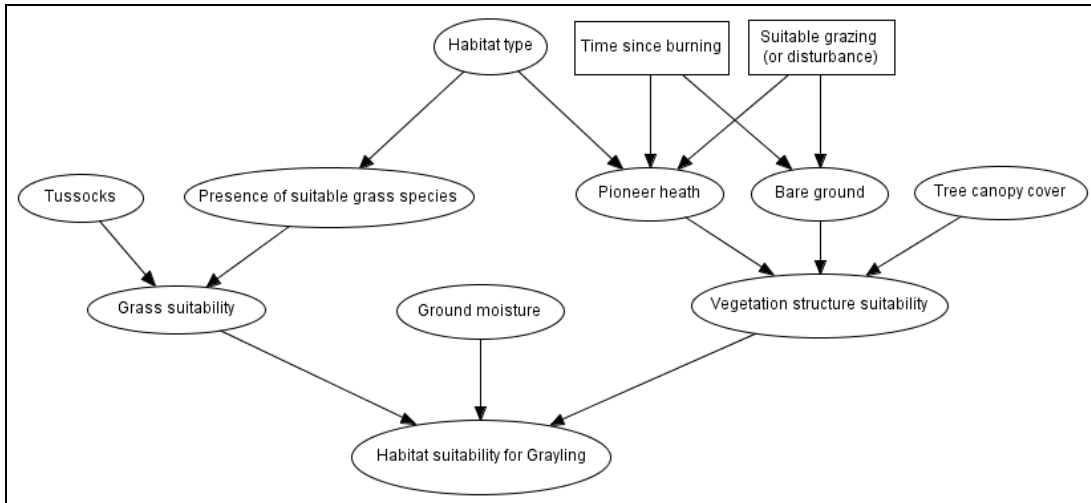 Habitat type
Time since burning
Suitable grazing
(or disturbance)
Tussocks
Presence of suitable grass species
Pioneer heath
Bare ground
Tree canopy cover
Grass suitability
Ground moisture
Vegetation structure suitability
Habitat suitability for Grayling